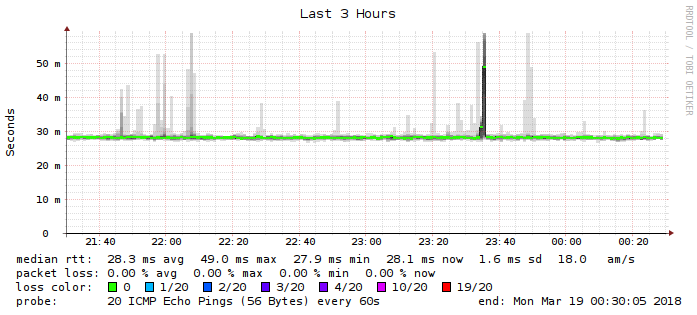 Last 3 Hours
RRDTOOL / TOBI OETIKER
Seconds
50 m
40 m
30 m
20 m
10 m
0
21:40 22:00 22:20 22:40 23:00 23:20 23:40 00:00 00:20
median rtt: 28.3 ms avg 49.0 ms max 27.9 ms min 28.1 ms now 1.6 ms sd 18.0 am/s
packet loss: 0.00 % avg 0.00 % max 0.00 % min 0.00 % now
loss color: 0 1/20 2/20 3/20 4/20 10/20 19/20
probe: 20 ICMP Echo Pings (56 Bytes) every 60s end: Mon Mar 19 00:30:05 2018